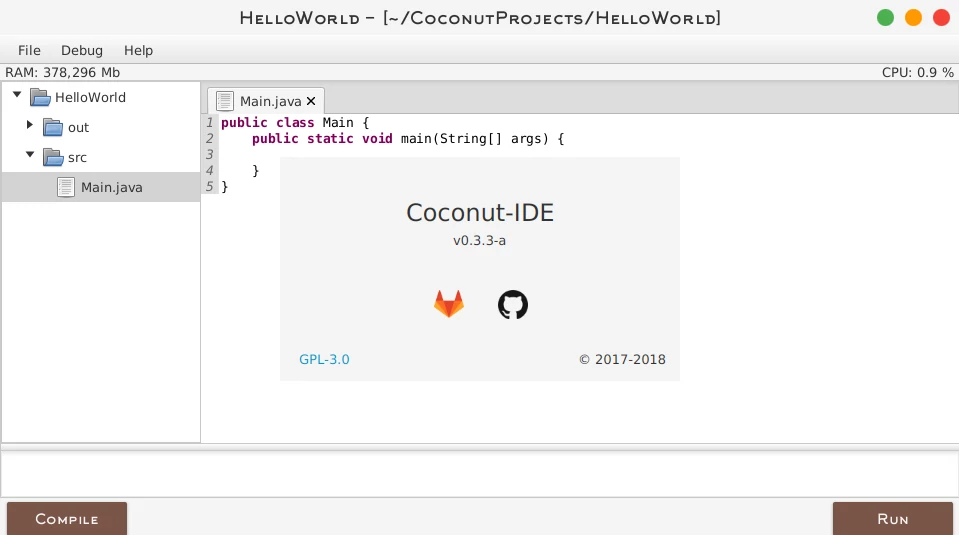 HelloWorld – [~/CoconutProjects/HelloWorld]
File Debug Help
RAM: 378,296 Mb CPU: 0.9 %
HelloWorld
out
src
Main.java
Main.java ×
1 public class Main {
2 public static void main(String[] args) {
3
4 }
5 }
Coconut-IDE
v0.3.3-a
GPL-3.0 © 2017-2018
Compile Run